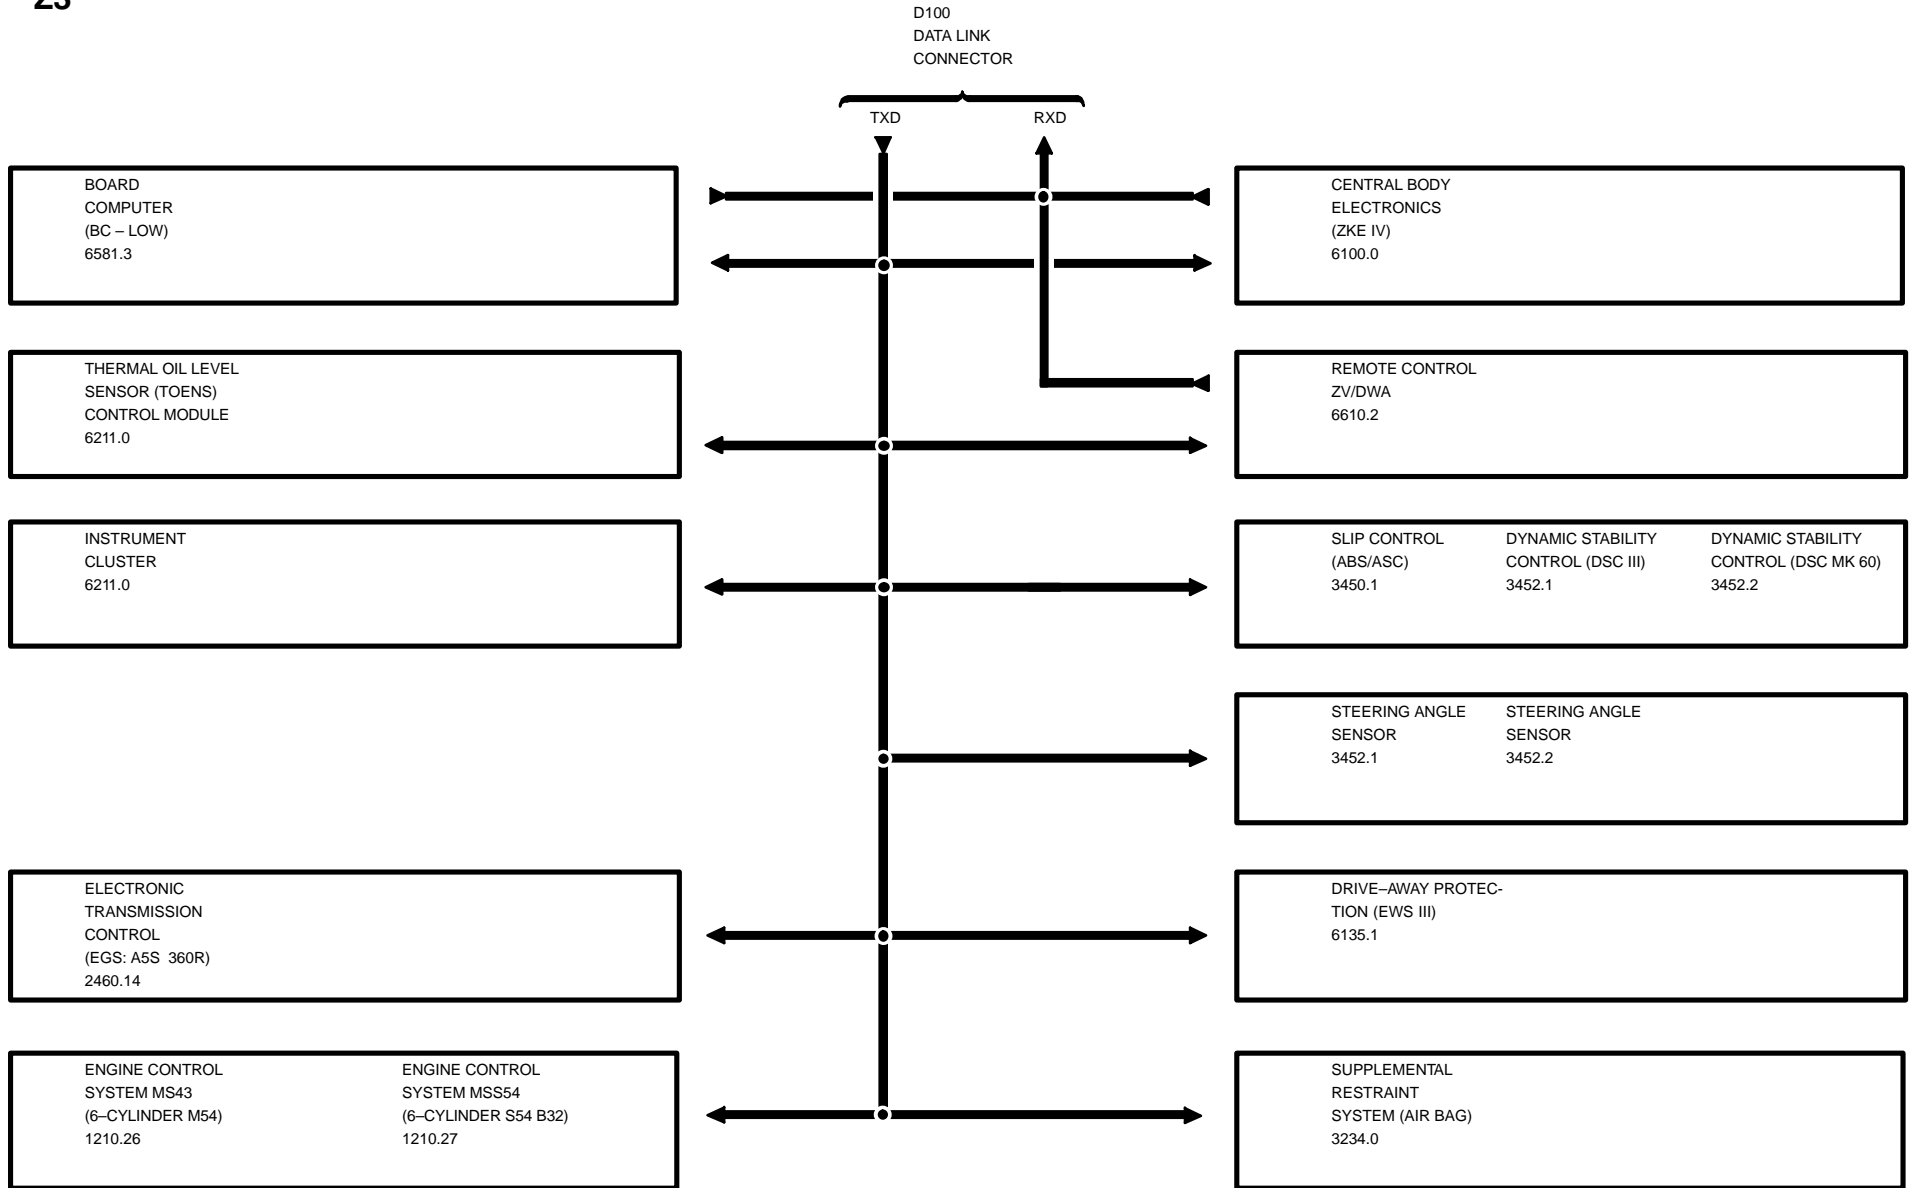 Z3
D100
DATA LINK
CONNECTOR
TXD
RXD
BOARD
COMPUTER
(BC – LOW)
6581.3
CENTRAL BODY
ELECTRONICS
(ZKE IV)
6100.0
THERMAL OIL LEVEL
SENSOR (TOENS)
CONTROL MODULE
6211.0
REMOTE CONTROL
ZV/DWA
6610.2
INSTRUMENT
CLUSTER
6211.0
SLIP CONTROL
(ABS/ASC)
3450.1
DYNAMIC STABILITY
CONTROL (DSC III)
3452.1
DYNAMIC STABILITY
CONTROL (DSC MK 60)
3452.2
STEERING ANGLE
SENSOR
3452.1
STEERING ANGLE
SENSOR
3452.2
ELECTRONIC
TRANSMISSION
CONTROL
(EGS: A5S 360R)
2460.14
DRIVE–AWAY PROTEC-
TION (EWS III)
6135.1
ENGINE CONTROL
SYSTEM MS43
(6–CYLINDER M54)
1210.26
ENGINE CONTROL
SYSTEM MSS54
(6–CYLINDER S54 B32)
1210.27
SUPPLEMENTAL
RESTRAINT
SYSTEM (AIR BAG)
3234.0